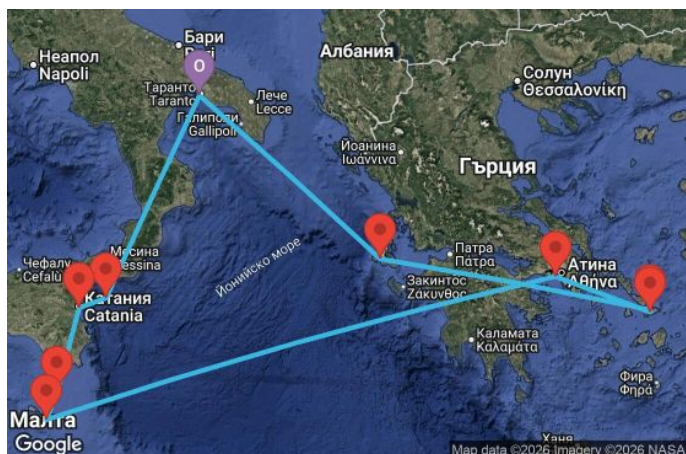 Бари
Неапол
Napoli
Албания
O
Солун
Θεσσαλονίκη
Таранто
Taranto
Лече
Lecce
Галиполи
Gallipoli
Йоанина
Ιωάννινα
Гърция
Месина
Messina
Йонийско море
Чефалу
Cefalù
Патра
Πάτρα
Атина
Αθήνα
Катания
Catania
Закинтос
Ζάκυνθος
Каламата
Καλαμάτα
Фира
Φηρά
Малта
Google
Ханя
Map data ©2026 Imagery ©2026 NASA